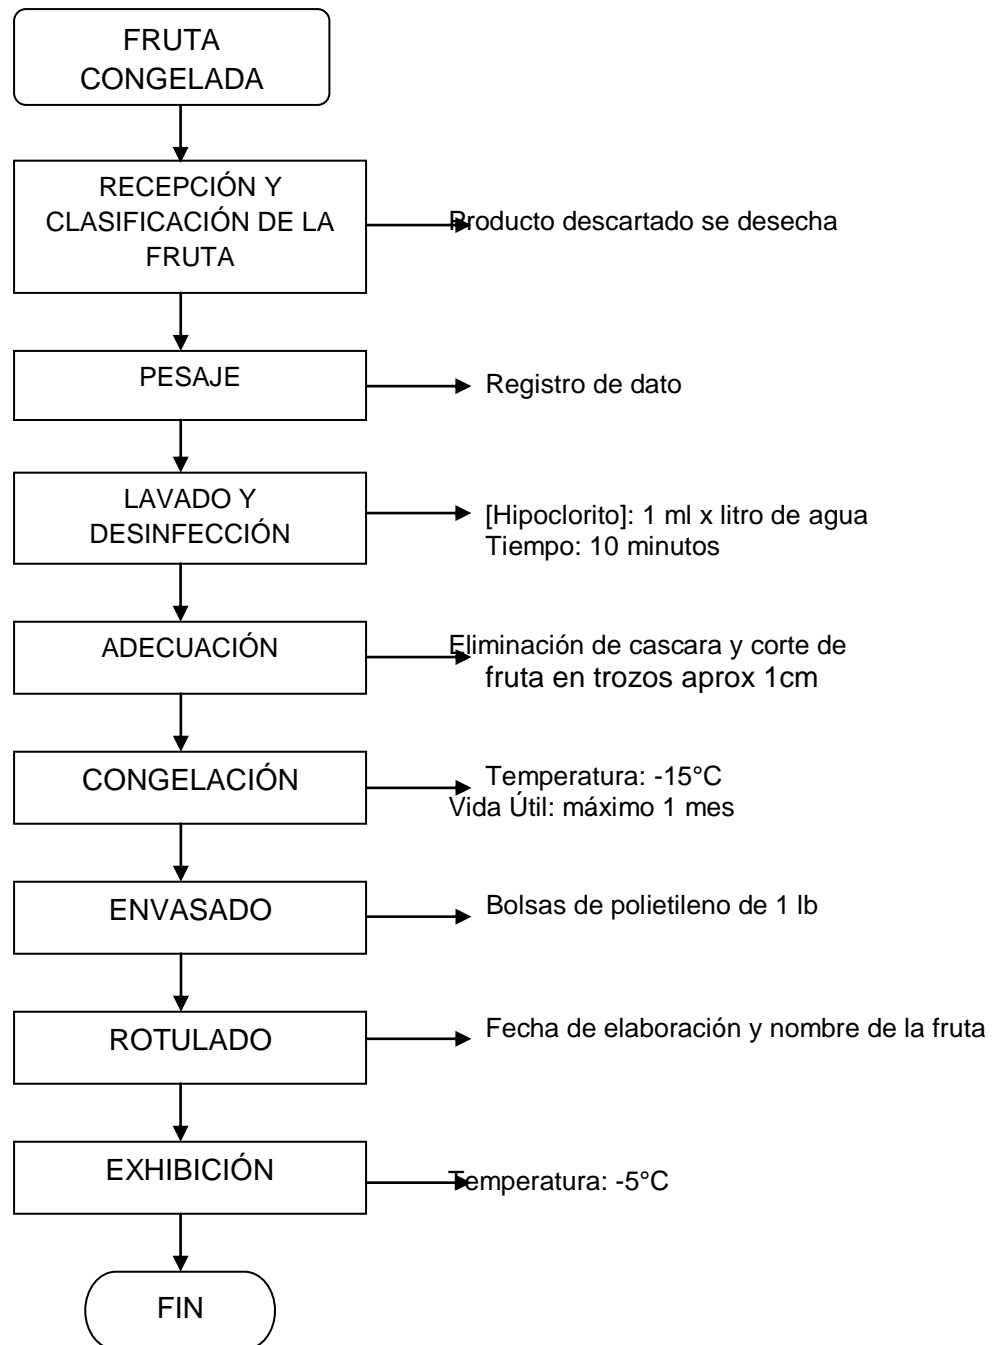 FRUTA
CONGELADA
RECEPCIÓN Y
CLASIFICACIÓN DE LA
FRUTA
Producto descartado se desecha
PESAJE
Registro de dato
LAVADO Y
DESINFECCIÓN
[Hipoclorito]: 1 ml x litro de agua
Tiempo: 10 minutos
ADECUACIÓN
Eliminación de cascara y corte de
fruta en trozos aprox 1cm
CONGELACIÓN
Temperatura: -15°C
Vida Útil: máximo 1 mes
ENVASADO
Bolsas de polietileno de 1 lb
ROTULADO
Fecha de elaboración y nombre de la fruta
EXHIBICIÓN
Temperatura: -5°C
FIN